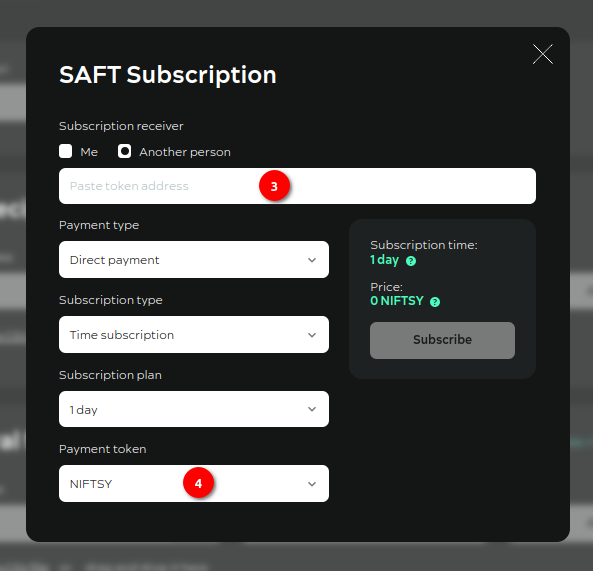 SAFT Subscription
Subscription receiver
Me
Another person
Paste token address
3
Payment type
Direct payment
Subscription time:
1 day ?
Price:
0 NIFTSY ?
Subscribe
Subscription type
Time subscription
Subscription plan
1 day
Payment token
NIFTSY
4